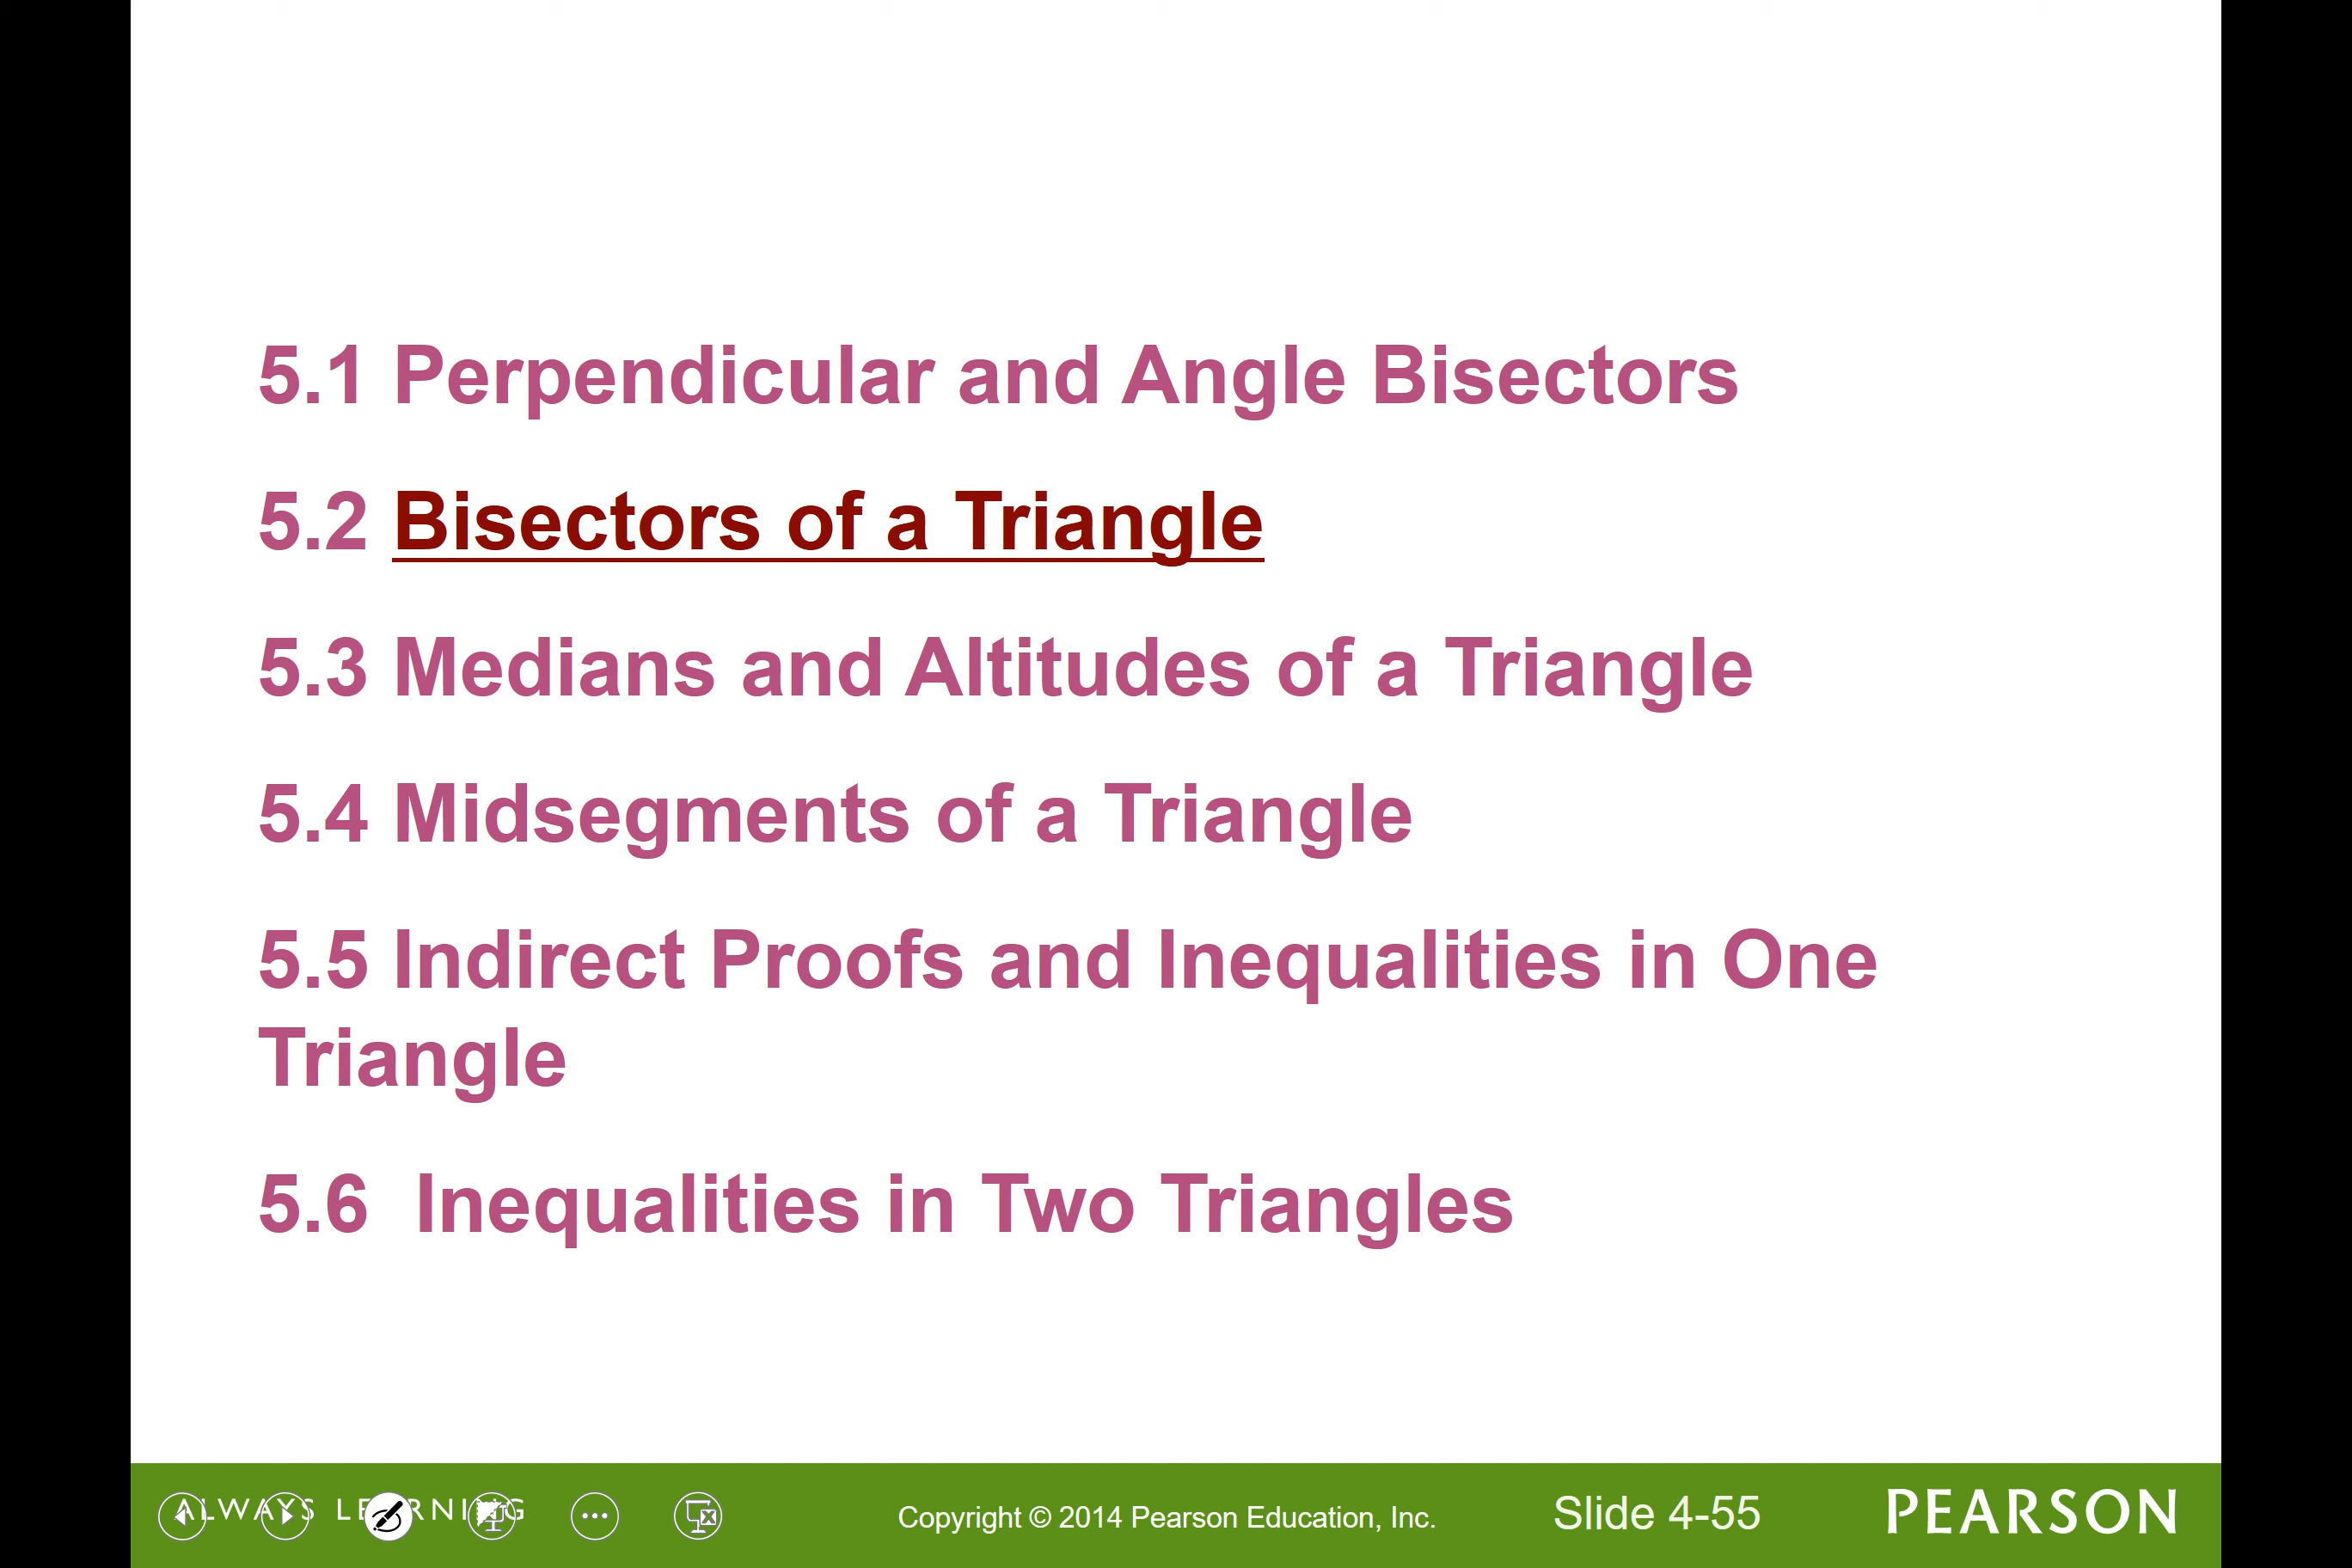 5.1 Perpendicular and Angle Bisectors
5.2 Bisectors of a Triangle
5.3 Medians and Altitudes of a Triangle
5.4 Midsegments of a Triangle
5.5 Indirect Proofs and Inequalities in One
Triangle
5.6  Inequalities in Two Triangles
ALWAYS LEARNING
Copyright © 2014 Pearson Education, Inc.
Slide 4-55
PEARSON